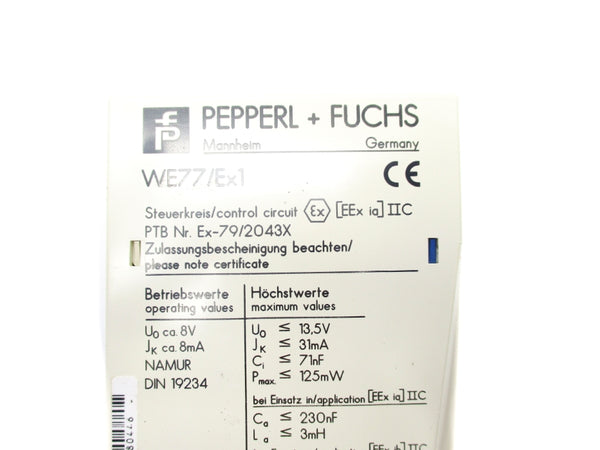 PEPPERL + FUCHS
Mannheim Germany
WE77/Ex1 CE
Steuerkreis/control circuit Ex [EEx ia] IIC
PTB Nr. Ex-79/2043X
Zulassungsbescheinigung beachten/
please note certificate
Betriebswerte
operating values
U₀ ca. 8V
Jₖ ca. 8mA
NAMUR
DIN 19234
Höchstwerte
maximum values
U₀ ≤ 13,5V
Jₖ ≤ 31mA
Cᵢ ≤ 71nF
Pₘₐₓ. ≤ 125mW
bei Einsatz in/application [EEx ia] IIC
Cₐ ≤ 230nF
Lₐ ≤ 3mH